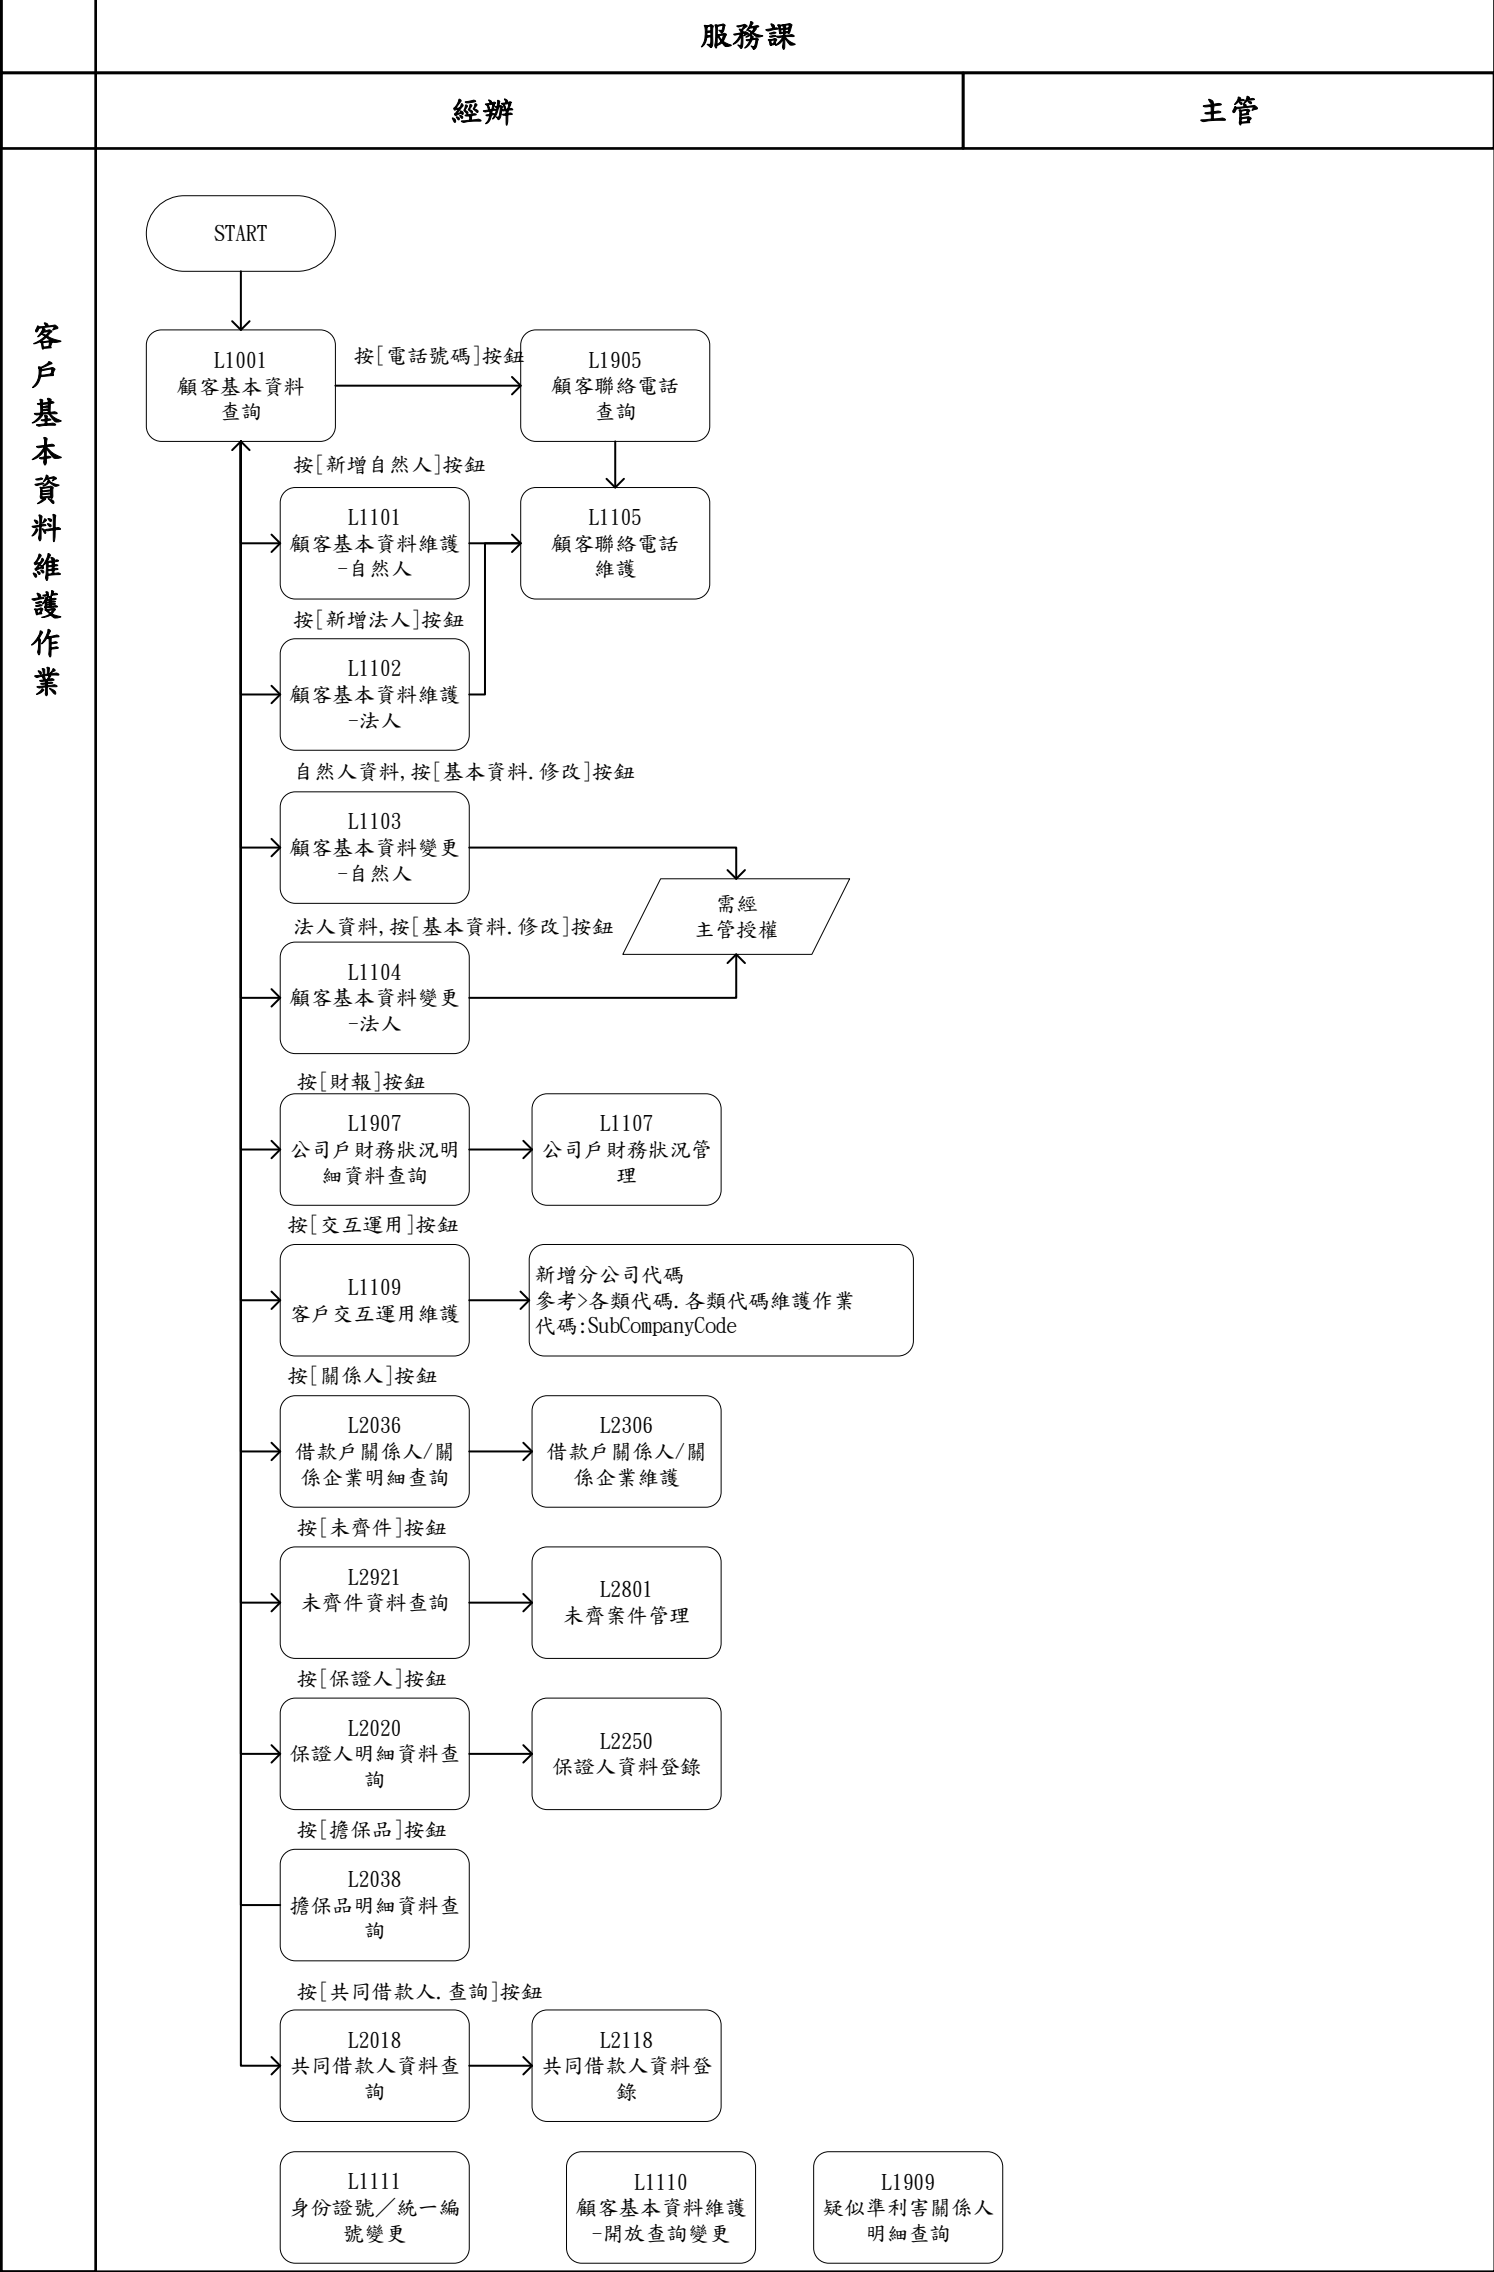 服務課
經辦
主管
客戶基本資料維護作業
START
L1001
顧客基本資料
查詢
按[電話號碼]按鈕
L1905
顧客聯絡電話
查詢
按[新增自然人]按鈕
L1101
顧客基本資料維護
-自然人
L1105
顧客聯絡電話
維護
按[新增法人]按鈕
L1102
顧客基本資料維護
-法人
自然人資料,按[基本資料.修改]按鈕
L1103
顧客基本資料變更
-自然人
需經
主管授權
法人資料,按[基本資料.修改]按鈕
L1104
顧客基本資料變更
-法人
按[財報]按鈕
L1907
公司戶財務狀況明
細資料查詢
L1107
公司戶財務狀況管
理
按[交互運用]按鈕
L1109
客戶交互運用維護
新增分公司代碼
參考>各類代碼.各類代碼維護作業
代碼:SubCompanyCode
按[關係人]按鈕
L2036
借款戶關係人/關
係企業明細查詢
L2306
借款戶關係人/關
係企業維護
按[未齊件]按鈕
L2921
未齊件資料查詢
L2801
未齊案件管理
按[保證人]按鈕
L2020
保證人明細資料查
詢
L2250
保證人資料登錄
按[擔保品]按鈕
L2038
擔保品明細資料查
詢
按[共同借款人.查詢]按鈕
L2018
共同借款人資料查
詢
L2118
共同借款人資料登
錄
L1111
身份證號／統一編
號變更
L1110
顧客基本資料維護
-開放查詢變更
L1909
疑似準利害關係人
明細查詢